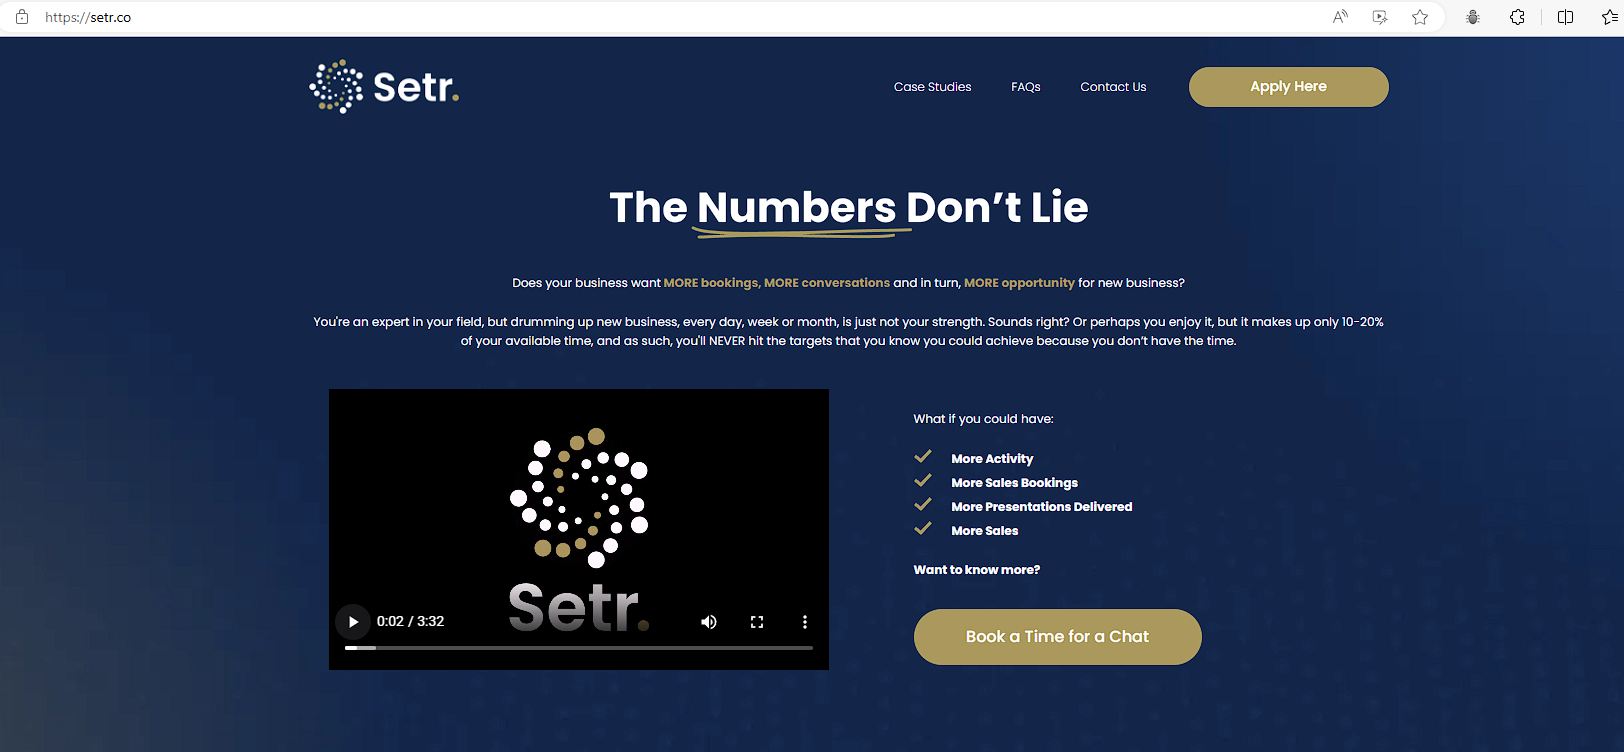 https://setr.co
Setr.
Case Studies
FAQs
Contact Us
Apply Here
The Numbers Don’t Lie
Does your business want MORE bookings, MORE conversations and in turn, MORE opportunity for new business?
You're an expert in your field, but drumming up new business, every day, week or month, is just not your strength. Sounds right? Or perhaps you enjoy it, but it makes up only 10-20%
of your available time, and as such, you'll NEVER hit the targets that you know you could achieve because you don’t have the time.
Setr.
0:02 / 3:32
What if you could have:
More Activity
More Sales Bookings
More Presentations Delivered
More Sales
Want to know more?
Book a Time for a Chat